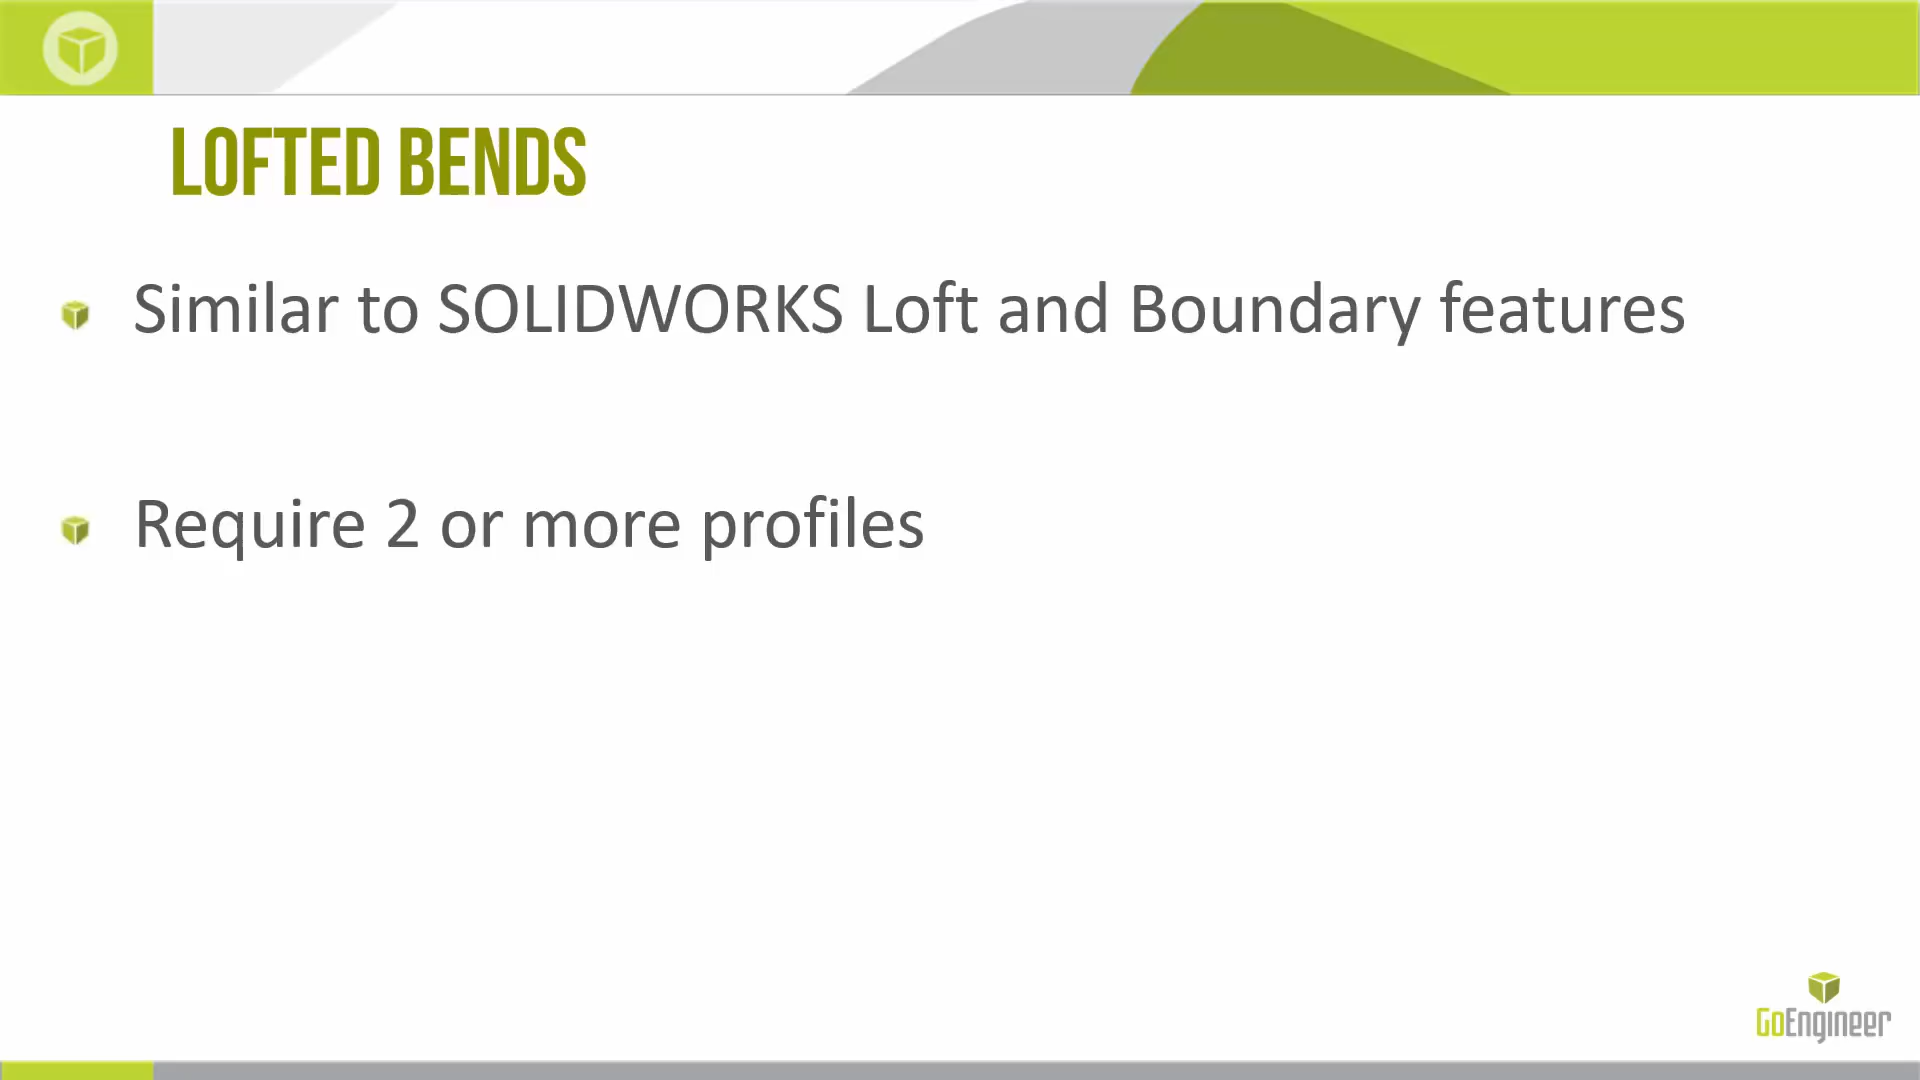 LOFTED BENDS
Similar to SOLIDWORKS Loft and Boundary features
Require 2 or more profiles
GoEngineer